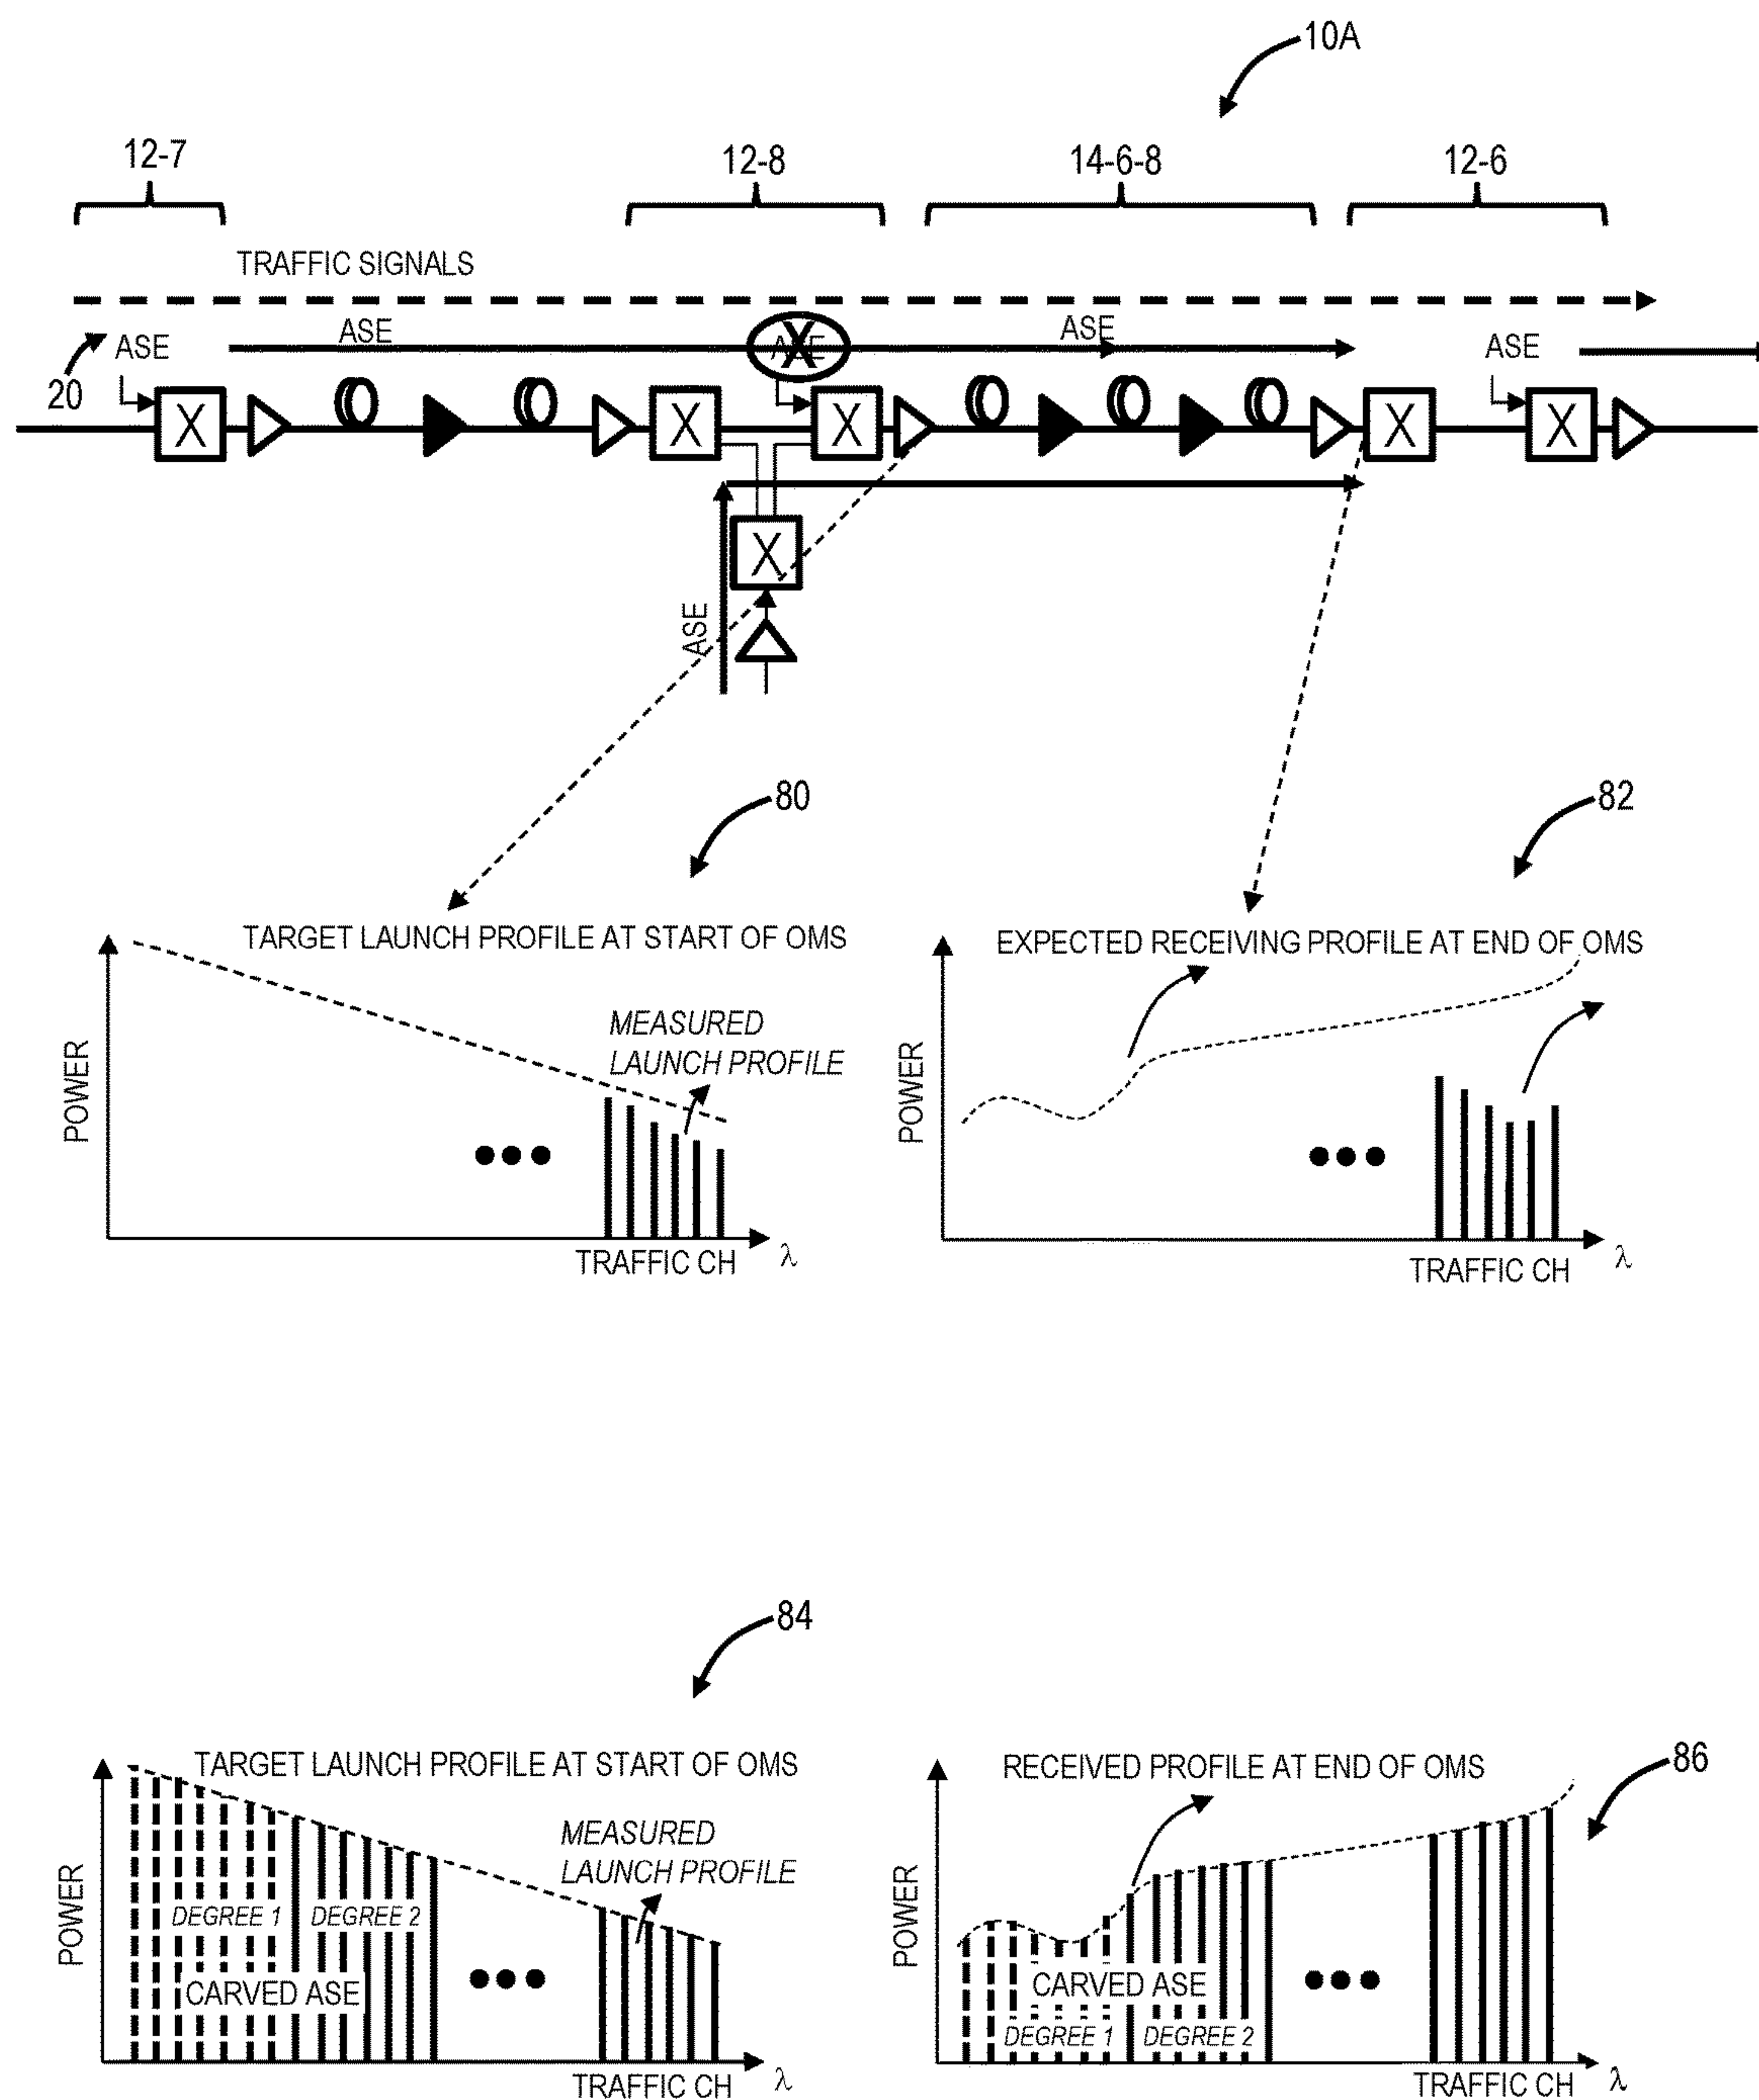 10A
12-7
12-8
14-6-8
12-6
TRAFFIC SIGNALS
ASE
ASE
ASE
ASE
ASE
20
X
X
X
X
X
X
X
ASE
80
82
TARGET LAUNCH PROFILE AT START OF OMS
MEASURED
LAUNCH PROFILE
POWER
TRAFFIC CH
λ
EXPECTED RECEIVING PROFILE AT END OF OMS
POWER
TRAFFIC CH
λ
84
86
TARGET LAUNCH PROFILE AT START OF OMS
MEASURED
LAUNCH PROFILE
POWER
DEGREE 1
DEGREE 2
CARVED ASE
TRAFFIC CH
λ
RECEIVED PROFILE AT END OF OMS
POWER
CARVED ASE
DEGREE 1
DEGREE 2
TRAFFIC CH
λ